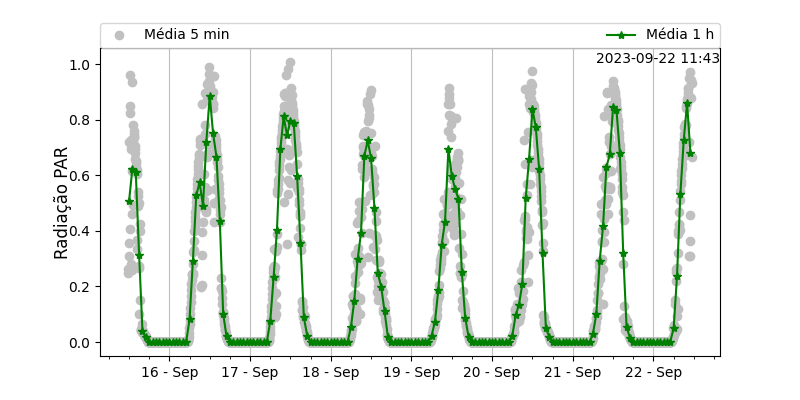 Média 5 min
Média 1 h
2023-09-22 11:43
Radiação PAR
1.0
0.8
0.6
0.4
0.2
0.0
16 - Sep
17 - Sep
18 - Sep
19 - Sep
20 - Sep
21 - Sep
22 - Sep